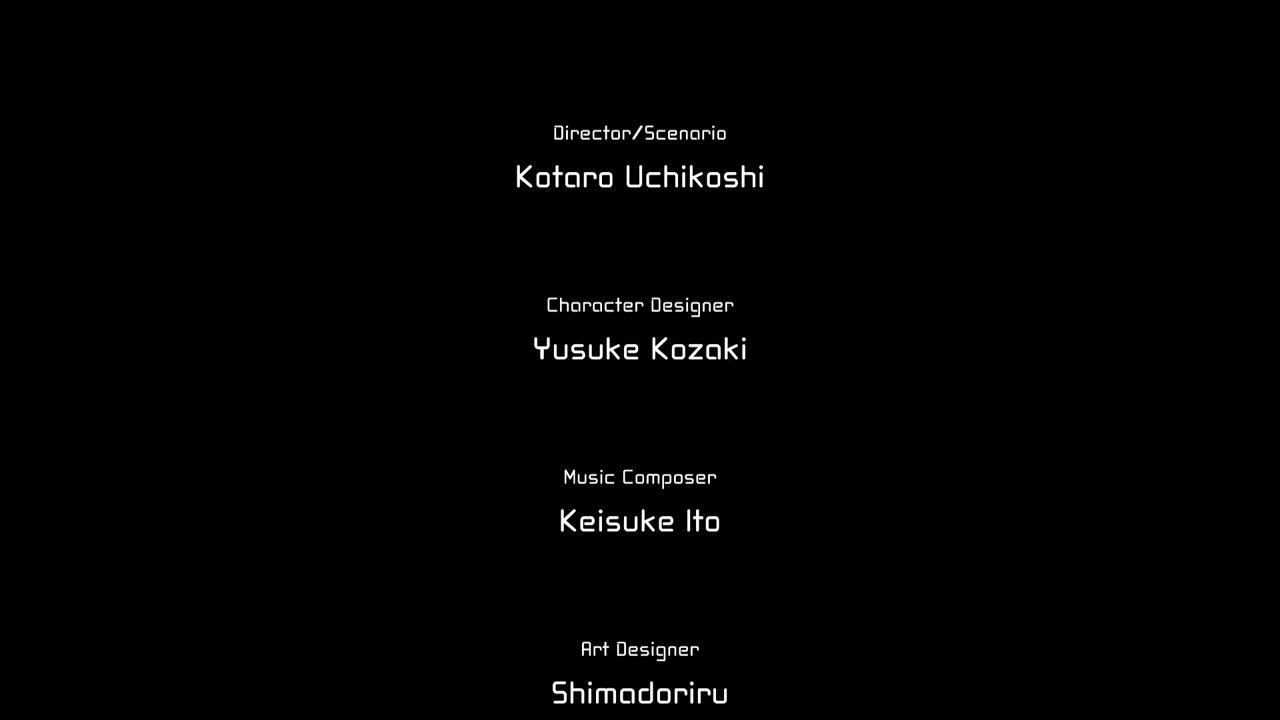 Director/Scenario
Kotaro Uchikoshi
Character Designer
Yusuke Kozaki
Music Composer
Keisuke Ito
Art Designer
Shimadoriru